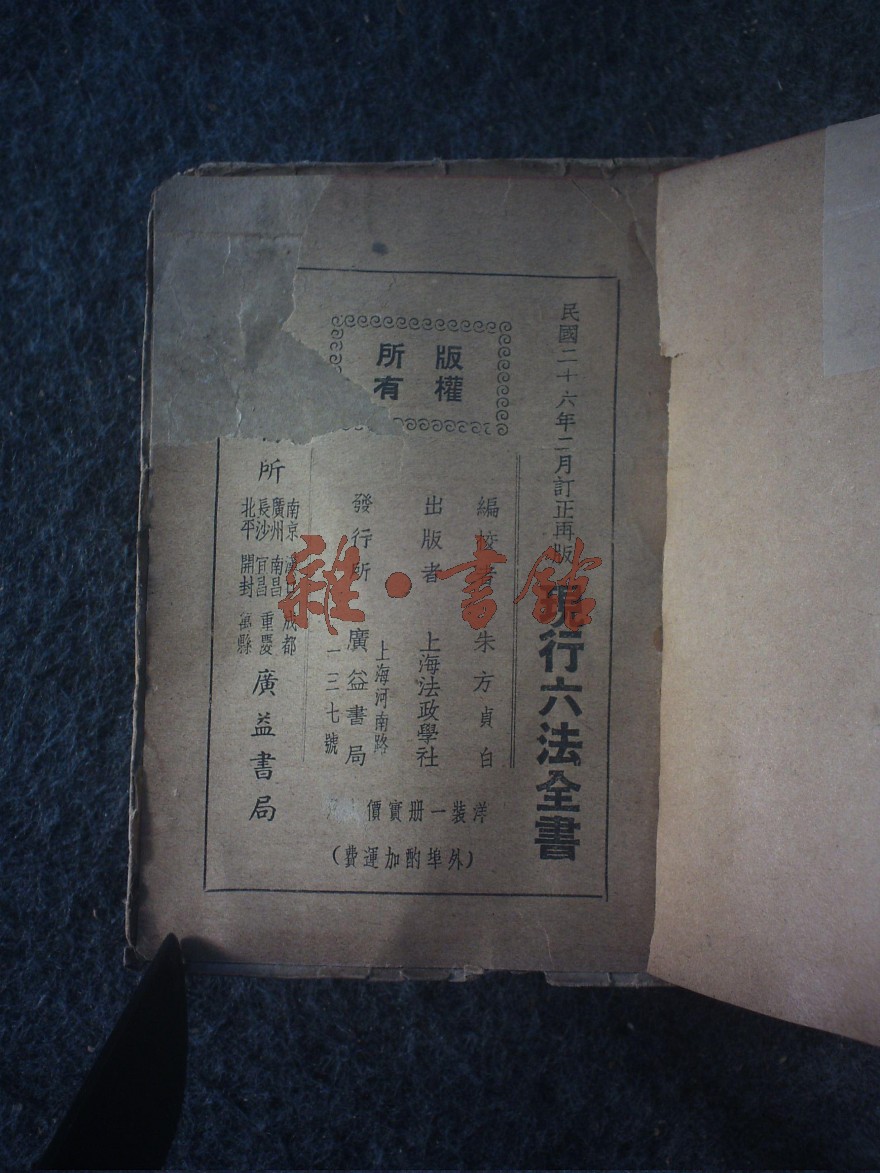 民國二十六年二月訂正再版
現行六法全書
版權
所有
編校者 朱方貞白
出版者 上海法政學社
發行所 廣益書局
上海河南路
一三七號
洋裝一册實價
(外埠酌加運費)
所
南京 漢口 成都
廣州 南昌 重慶
長沙 宜昌
北平 開封 萬縣
廣益書局
雜·書館